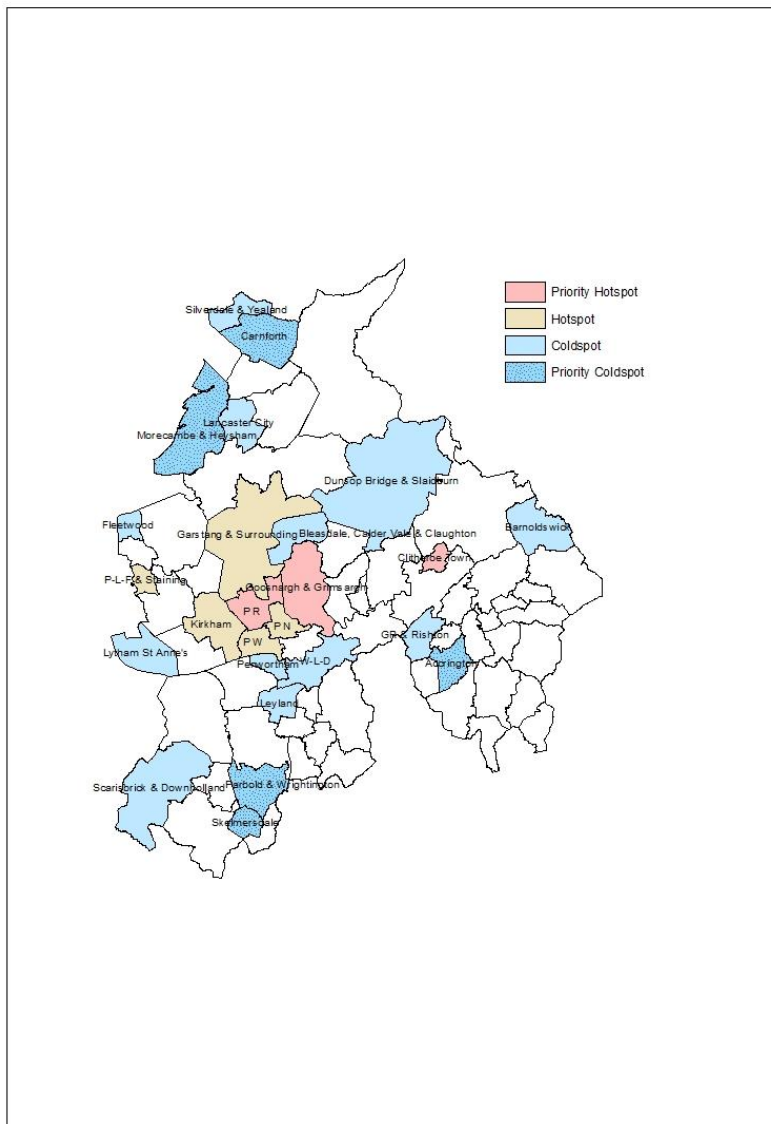 Priority Hotspot
Hotspot
Coldspot
Priority Coldspot
Silverdale & Yealand
Carnforth
Lancaster City
Morecambe & Heysham
Dunsop Bridge & Slaidburn
Fleetwood
Garstang & Surrounding
Bleasdale, Calder Vale & Claughton
Barnoldswick
Clitheroe Town
P-L-F & Staining
Goosnargh & Grimsargh
PR
Kirkham
PN
GR & Rishton
PW
Lytham St Anne's
Penwortham
W-L-D
Accrington
Leyland
Scarisbrick & Downholland
Parbold & Wrightington
Skelmersdale